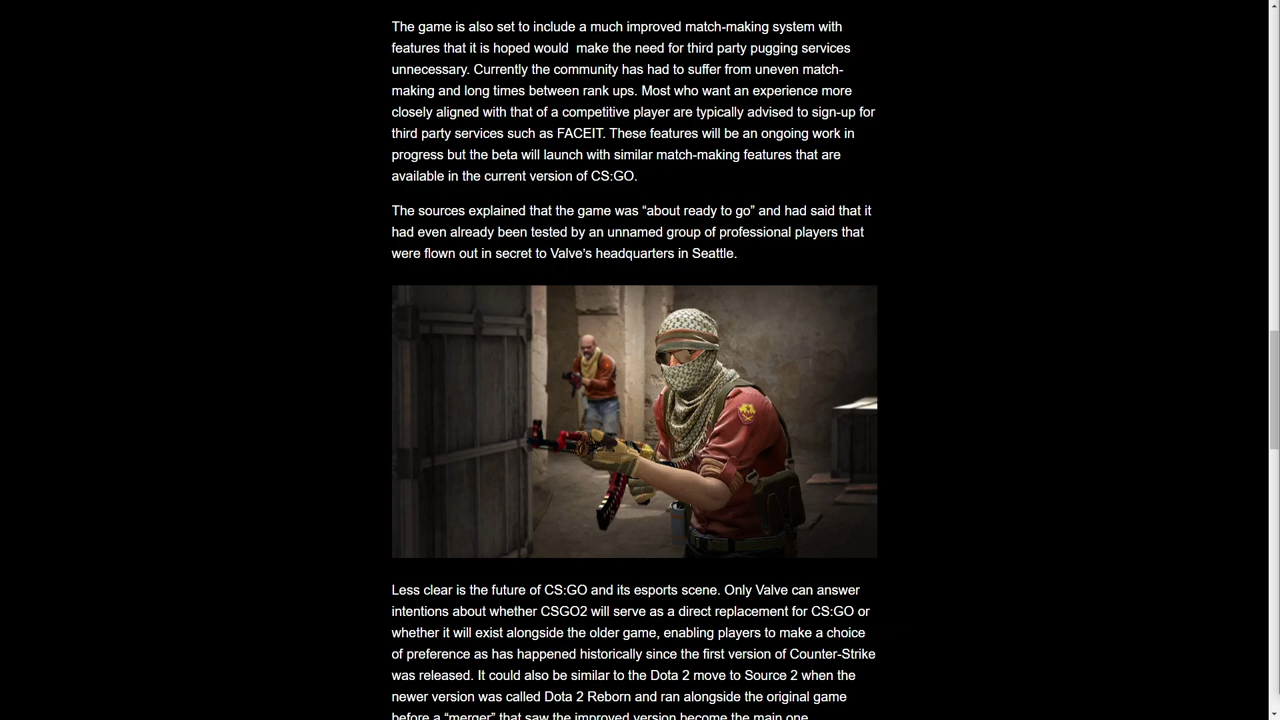 The game is also set to include a much improved match-making system with
features that it is hoped would  make the need for third party pugging services
unnecessary. Currently the community has had to suffer from uneven match-
making and long times between rank ups. Most who want an experience more
closely aligned with that of a competitive player are typically advised to sign-up for
third party services such as FACEIT. These features will be an ongoing work in
progress but the beta will launch with similar match-making features that are
available in the current version of CS:GO.
The sources explained that the game was “about ready to go” and had said that it
had even already been tested by an unnamed group of professional players that
were flown out in secret to Valve’s headquarters in Seattle.
Less clear is the future of CS:GO and its esports scene. Only Valve can answer
intentions about whether CSGO2 will serve as a direct replacement for CS:GO or
whether it will exist alongside the older game, enabling players to make a choice
of preference as has happened historically since the first version of Counter-Strike
was released. It could also be similar to the Dota 2 move to Source 2 when the
newer version was called Dota 2 Reborn and ran alongside the original game
before a “merger” that saw the improved version become the main one.